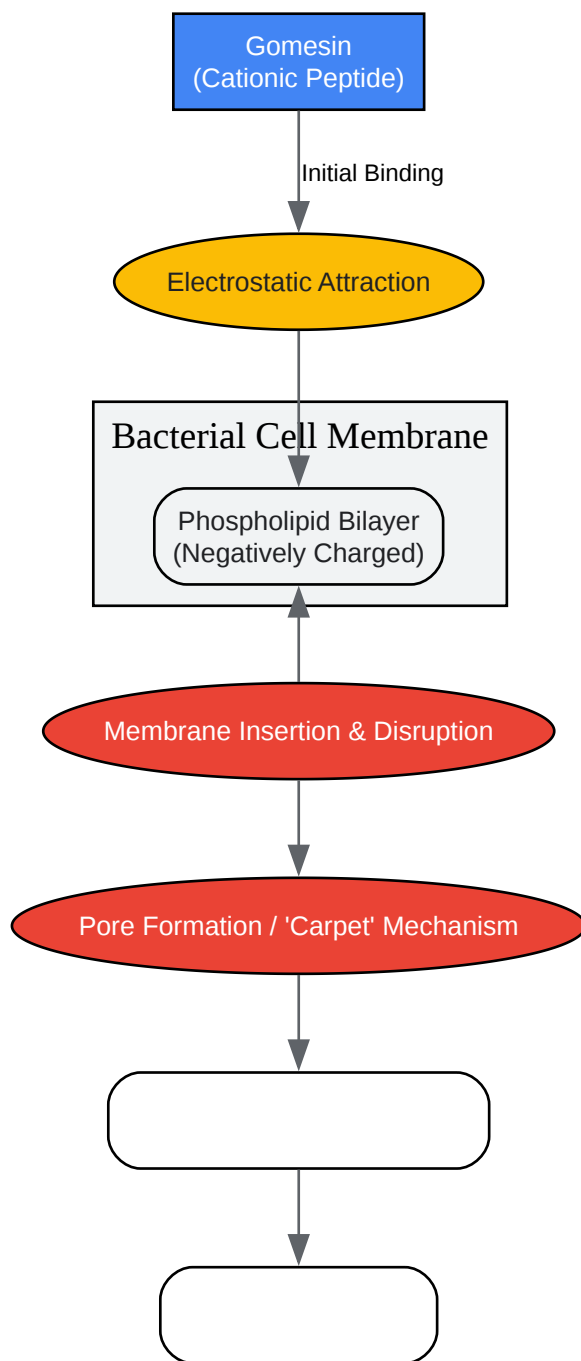 Gomesin
(Cationic Peptide)
Initial Binding
Electrostatic Attraction
Bacterial Cell Membrane
Phospholipid Bilayer
(Negatively Charged)
Membrane Insertion & Disruption
Pore Formation / 'Carpet' Mechanism